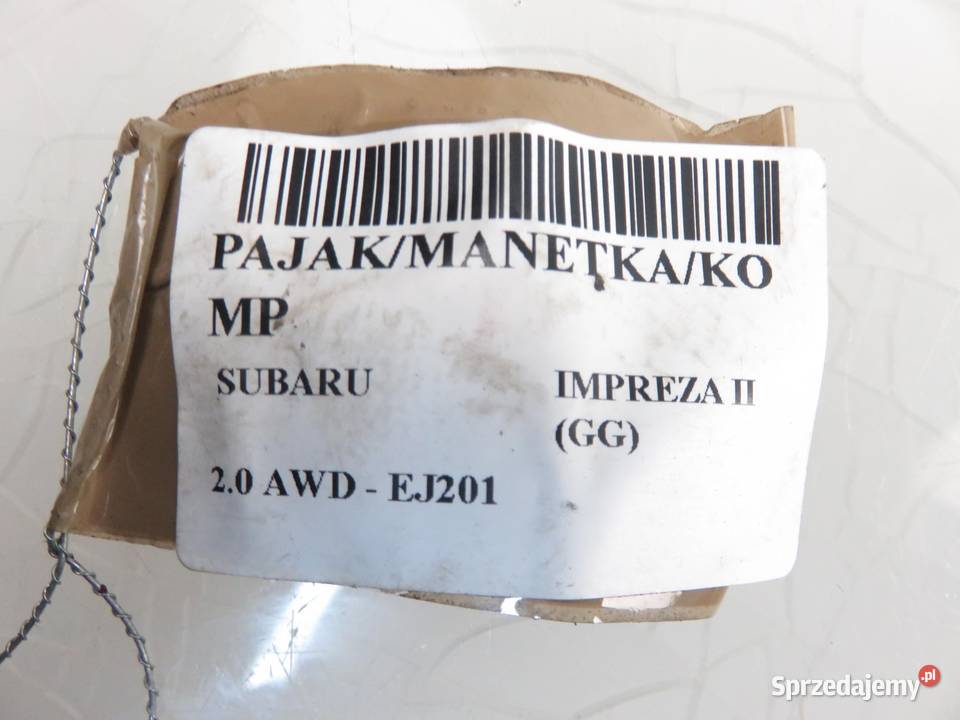 PAJAK/MANETKA/KO
MP
SUBARU IMPREZA II
(GG)
2.0 AWD - EJ201
Sprzedajemy.pl